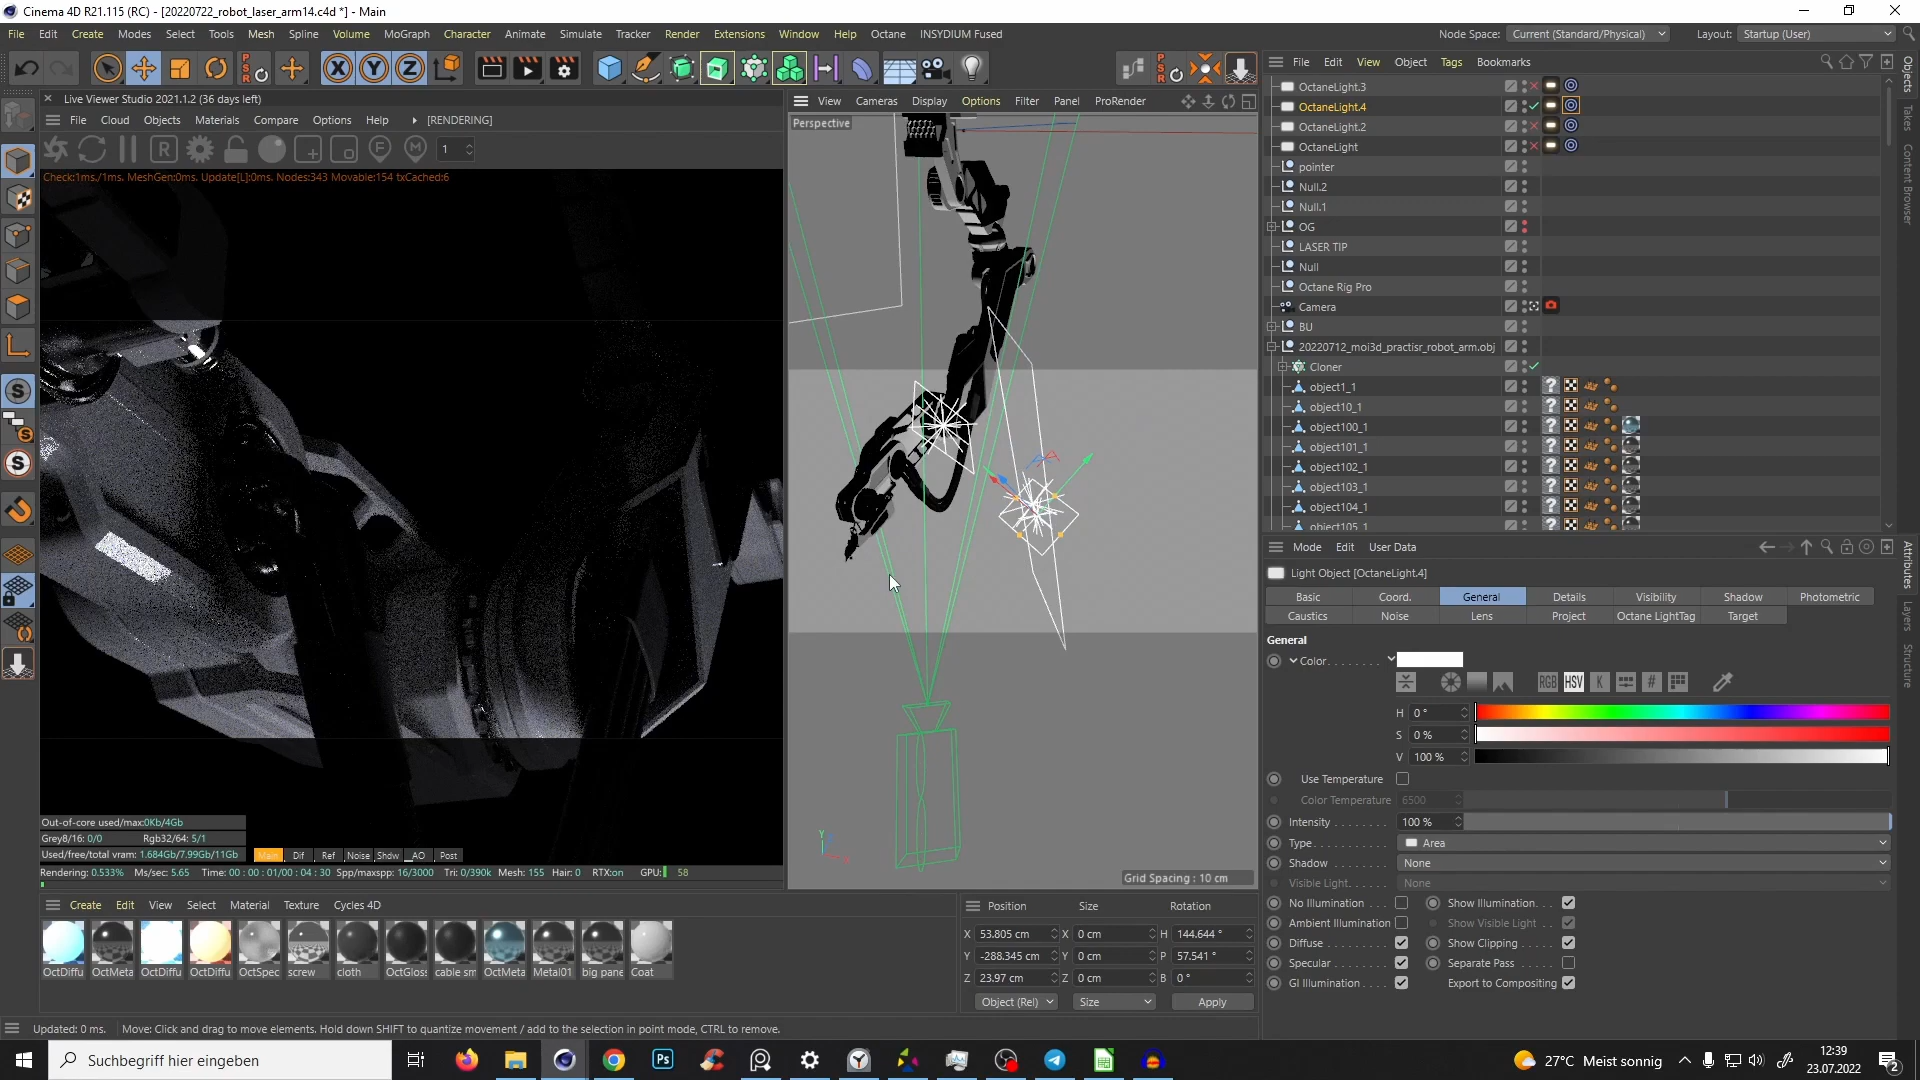 Cinema 4D R21.115 (RC) - [20220722_robot_laser_arm14.c4d *] - Main
File Edit Create Modes Select Tools Mesh Spline Volume MoGraph Character Animate Simulate Tracker Render Extensions Window Help Octane INSYDIUM Fused
Node Space: Current (Standard/Physical) Layout: Startup (User)
PSR X Y Z PSR
File Edit View Object Tags Bookmarks
Live Viewer Studio 2021.1.2 (36 days left)
File Cloud Objects Materials Compare Options Help [RENDERING]
View Cameras Display Options Filter Panel ProRender
Perspective
R F M 1
Check:1ms./1ms. MeshGen:0ms. Update[L]:0ms. Nodes:343 Movable:154 txCached:6
OctaneLight.3
OctaneLight.4
OctaneLight.2
OctaneLight
pointer
Null.2
Null.1
OG
LASER TIP
Null
Octane Rig Pro
Camera
BU
20220712_moi3d_practisr_robot_arm.obj
Cloner
object1_1
object10_1
object100_1
object101_1
object102_1
object103_1
object104_1
object105_1
Objects
Takes
Content Browser
Attributes
Layers
Structure
Mode Edit User Data
Light Object [OctaneLight.4]
Basic Coord. General Details Visibility Shadow Photometric
Caustics Noise Lens Project Octane LightTag Target
General
Color
RGB HSV K #
H 0 °
S 0 %
V 100 %
Use Temperature
Color Temperature 6500
Intensity 100 %
Type Area
Shadow None
Visible Light None
No Illumination Show Illumination
Ambient Illumination Show Visible Light
Diffuse Show Clipping
Specular Separate Pass
GI Illumination Export to Compositing
Out-of-core used/max:0Kb/4Gb
Grey8/16: 0/0 Rgb32/64: 5/1
Used/free/total vram: 1.684Gb/7.99Gb/11Gb
Main Dif Ref Noise Shdw AO Post
Rendering: 0.533% Ms/sec: 5.65 Time: 00 : 00 : 01/00 : 04 : 30 Spp/maxspp: 16/3000 Tri: 0/390k Mesh: 155 Hair: 0 RTX:on GPU: 58
Y
Grid Spacing : 10 cm
Create Edit View Select Material Texture Cycles 4D
OctDiffu OctMeta OctDiffu OctDiffu OctSpec screw cloth OctGloss cable sm OctMeta Metal01 big pane Coat
Position Size Rotation
X 53.805 cm X 0 cm H 144.644 °
Y -288.345 cm Y 0 cm P 57.541 °
Z 23.97 cm Z 0 cm B 0 °
Object (Rel) Size Apply
Updated: 0 ms. Move: Click and drag to move elements. Hold down SHIFT to quantize movement / add to the selection in point mode, CTRL to remove.
Suchbegriff hier eingeben
Ps
27°C Meist sonnig
12:39
23.07.2022
2